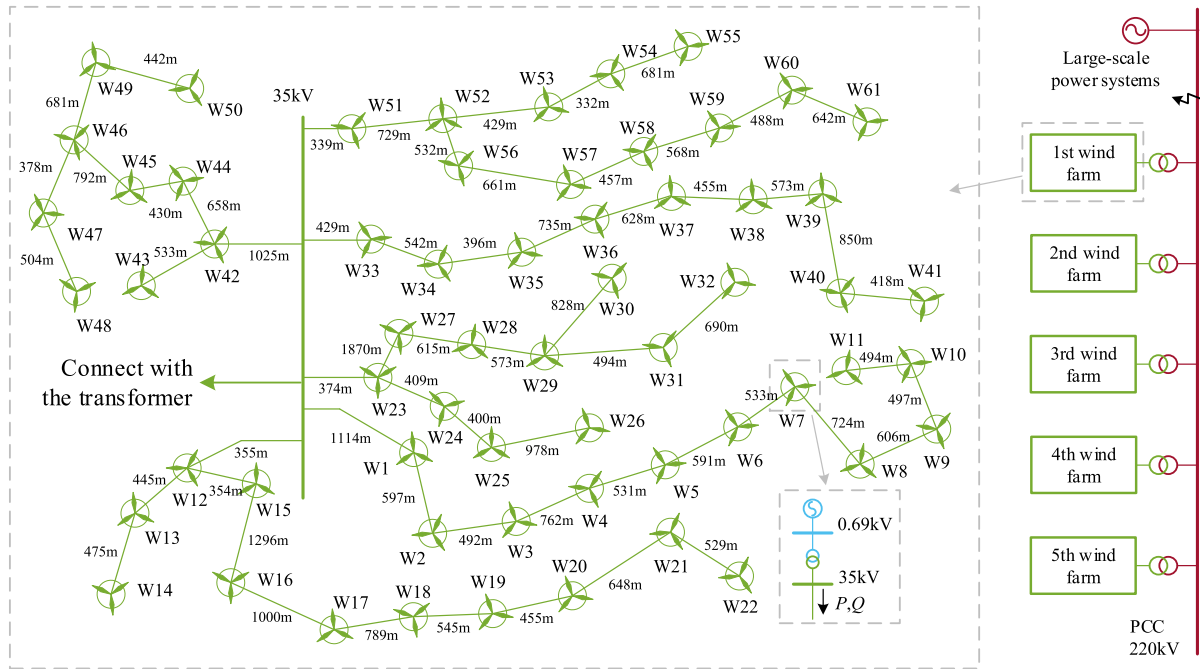 442m
W49
W50
681m
W46
378m
792m
W45
W44
430m
658m
W47
504m
W43
533m
W42
1025m
W48
35kV
W51
339m
729m
W52
429m
W53
332m
W54
681m
W55
532m
W56
661m
W57
457m
W58
568m
W59
W60
488m
W61
642m
429m
W33
542m
W34
396m
W35
735m
W36
628m
W37
455m
W38
573m
W39
850m
W40
418m
W41
W27
1870m
615m
W28
573m
W29
828m
W30
494m
W31
690m
W32
Connect with
the transformer
374m
W23
409m
W24
400m
W25
978m
W26
1114m
W1
597m
W2
492m
W3
762m
W4
531m
W5
591m
W6
533m
W7
724m
W8
606m
W9
497m
W10
494m
W11
355m
W12
445m
354m
W15
W13
475m
W14
1296m
W16
1000m
W17
789m
W18
545m
W19
455m
W20
648m
W21
529m
W22
0.69kV
35kV
P,Q
Large-scale
power systems
1st wind
farm
2nd wind
farm
3rd wind
farm
4th wind
farm
5th wind
farm
PCC
220kV